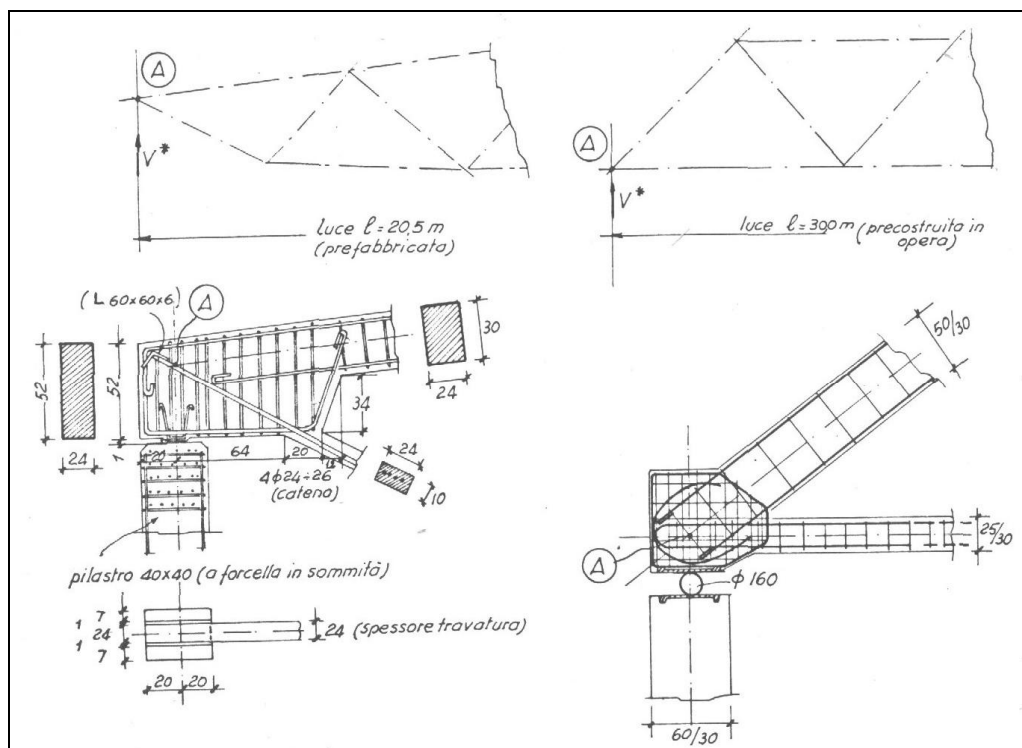 A
V*
luce l=20,5 m
(prefabbricata)
A
V*
luce l=30,0 m (precostruita in
opera)
(L 60x60x6)
A
30
24
52
52
24
1
20
64
20
34
4φ24÷26
(catena)
24
10
pilastro 40x40 (a forcella in sommità)
7
1
24
1
7
24 (spessore travatura)
20
20
50/30
25/30
A
φ160
60/30